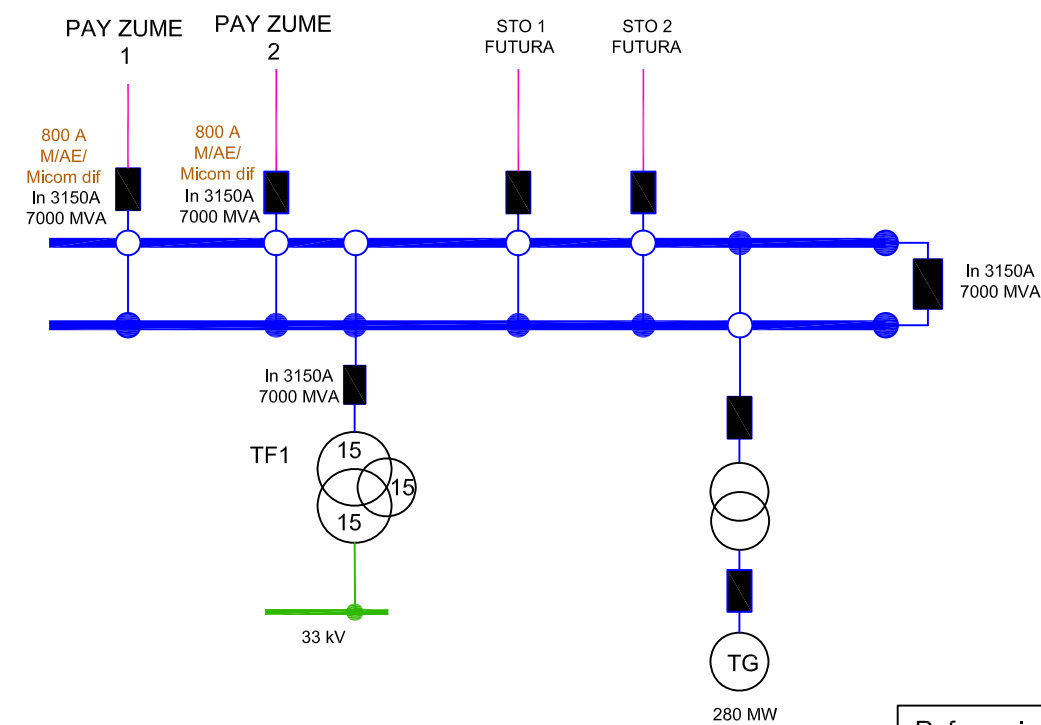 PAY ZUME
1
PAY ZUME
2
STO 1
FUTURA
STO 2
FUTURA
800 A
M/AE/
Micom dif
In 3150A
7000 MVA
800 A
M/AE/
Micom dif
In 3150A
7000 MVA
In 3150A
7000 MVA
In 3150A
7000 MVA
TF1
15
15
15
33 kV
TG
280 MW